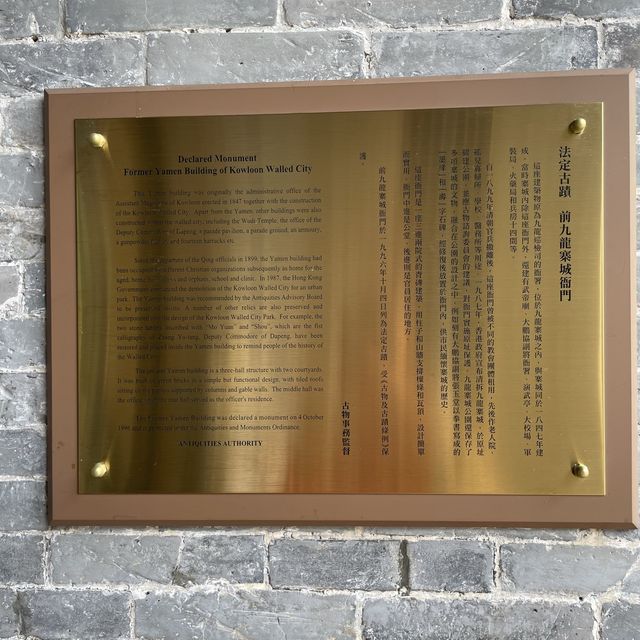 Declared Monument
Former Yamen Building of Kowloon Walled City
This Yamen building was originally the administrative office of the
Assistant Magistrate of Kowloon erected in 1847 together with the construction
of the Kowloon Walled City. Apart from the Yamen, other buildings were also
constructed within the walled city, including the Wudi Temple, the office of the
Deputy Commodore of Dapeng, a parade pavilion, a parade ground, an armoury,
a gunpowder factory and fourteen barracks etc.
Since the departure of the Qing officials in 1899, the Yamen building had
been occupied by different Christian organisations subsequently as home for the
aged, home for widows and orphans, school and clinic. In 1987, the Hong Kong
Government announced the demolition of the Kowloon Walled City for an urban
park. The Yamen building was recommended by the Antiquities Advisory Board
to be preserved in-situ. A number of other relics are also preserved and
incorporated into the design of the Kowloon Walled City Park. For example, the
two stone tablets inscribed with "Mo Yuan" and "Shou", which are the fist
calligraphy of Zhang Yu-tang, Deputy Commodore of Dapeng, have been
restored and placed inside the Yamen building to remind people of the history of
the Walled City.
The present Yamen building is a three-hall structure with two courtyards.
It was built of green bricks in a simple but functional design, with tiled roofs
sitting on the purlins supported by columns and gable walls. The middle hall was
the office, while the rear hall served as the officer's residence.
The Former Yamen Building was declared a monument on 4 October
1996 and is protected under the Antiquities and Monuments Ordinance.
ANTIQUITIES AUTHORITY
法定古蹟 前九龍寨城衙門
這座建築物原為九龍巡檢司的衙署，位於九龍寨城之內，與寨城同於一八四七年建
成。當時寨城內除這座衙門外，還建有武帝廟、大鵬協副將衙署、演武亭、大校場、軍
裝局、火藥局和兵房十四間等。
自一八九九年清朝官兵撤離後，這座衙門曾被不同的教會團體租用，先後作老人院、
孤兒寡婦所、學校、醫務所等用途。一九八七年，香港政府宣布清拆九龍寨城，於原址
關建公園，並應古物諮詢委員會的建議，對衙門實施原址保護。九龍寨城公園還保存了
多項寨城的文物，融合在公園的設計之中，例如刻有大鵬協副將張玉堂以拳書寫成的
「墨緣」和「壽」字石碑，經修復後放置於衙門內，供市民緬懷寨城的歷史。
這座衙門是一座三進兩院式的青磚建築，用柱子和山牆支撐樑檁和瓦頂，設計簡單
而實用。衙門中進是公堂，後進則是官員居住的地方。
前九龍寨城衙門於一九九六年十月四日列為法定古蹟，受《古物及古蹟條例》保
護。
古物事務監督